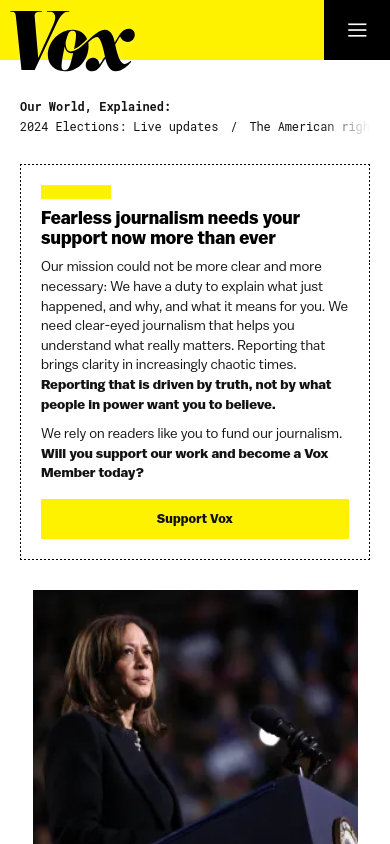 Vox
Our World, Explained:
2024 Elections: Live updates / The American righ
Fearless journalism needs your
support now more than ever
Our mission could not be more clear and more
necessary: We have a duty to explain what just
happened, and why, and what it means for you. We
need clear-eyed journalism that helps you
understand what really matters. Reporting that
brings clarity in increasingly chaotic times.
Reporting that is driven by truth, not by what
people in power want you to believe.
We rely on readers like you to fund our journalism.
Will you support our work and become a Vox
Member today?
Support Vox